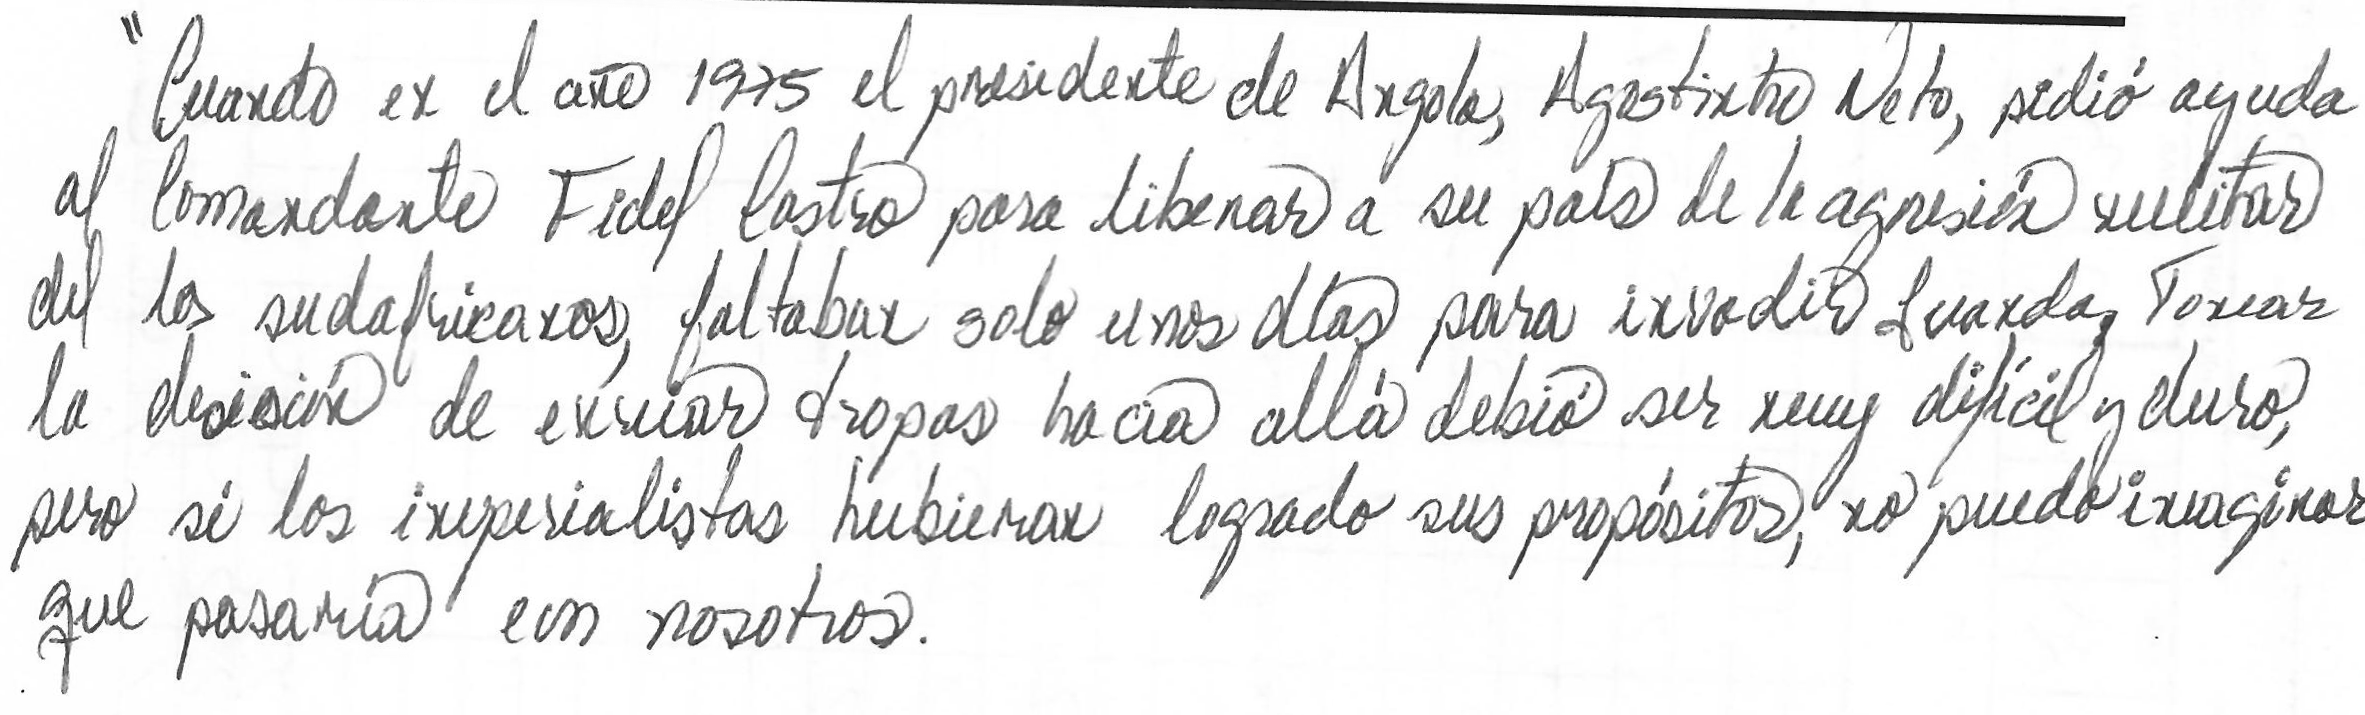 "Cuando en el año 1975 el presidente de Angola, Agostinho Neto, pedió ayuda
al Comandante Fidel Castro para liberar a su país de la agresión militar
del los sudafricanos, faltaban solo unos días para invadir Luanda, Tomar
la decisión de enviar tropas hacia allá debió ser muy difícil y duro,
pero si los imperialistas hubieran logrado sus propósitos, no puedo imaginar
que pasaría con nosotros.